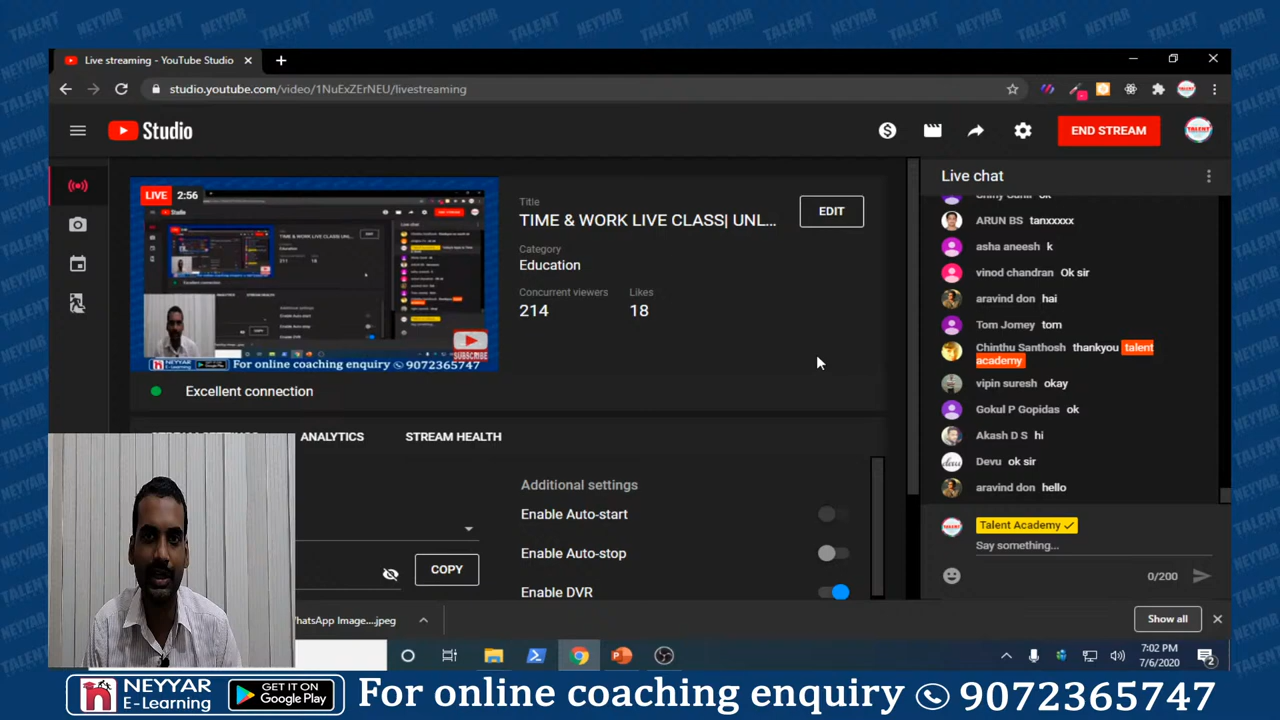 Live streaming - YouTube Studio
studio.youtube.com/video/1NuExZErNEU/livestreaming
Studio
END STREAM
LIVE 2:56
Title
TIME & WORK LIVE CLASS| UNL...
EDIT
Category
Education
Concurrent viewers
214
Likes
18
For online coaching enquiry 9072365747
SUBSCRIBE
Excellent connection
ANALYTICS
STREAM HEALTH
COPY
Additional settings
Enable Auto-start
Enable Auto-stop
Enable DVR
Live chat
ARUN BS tanxxxxx
asha aneesh k
vinod chandran Ok sir
aravind don hai
Tom Jomey tom
Chinthu Santhosh thankyou talent
academy
vipin suresh okay
Gokul P Gopidas ok
Akash D S hi
Devu ok sir
aravind don hello
Talent Academy
Say something...
0/200
hatsApp Image....jpeg
Show all
7:02 PM
7/6/2020
2
NEYYAR
E-Learning
GET IT ON
Google Play
For online coaching enquiry 9072365747